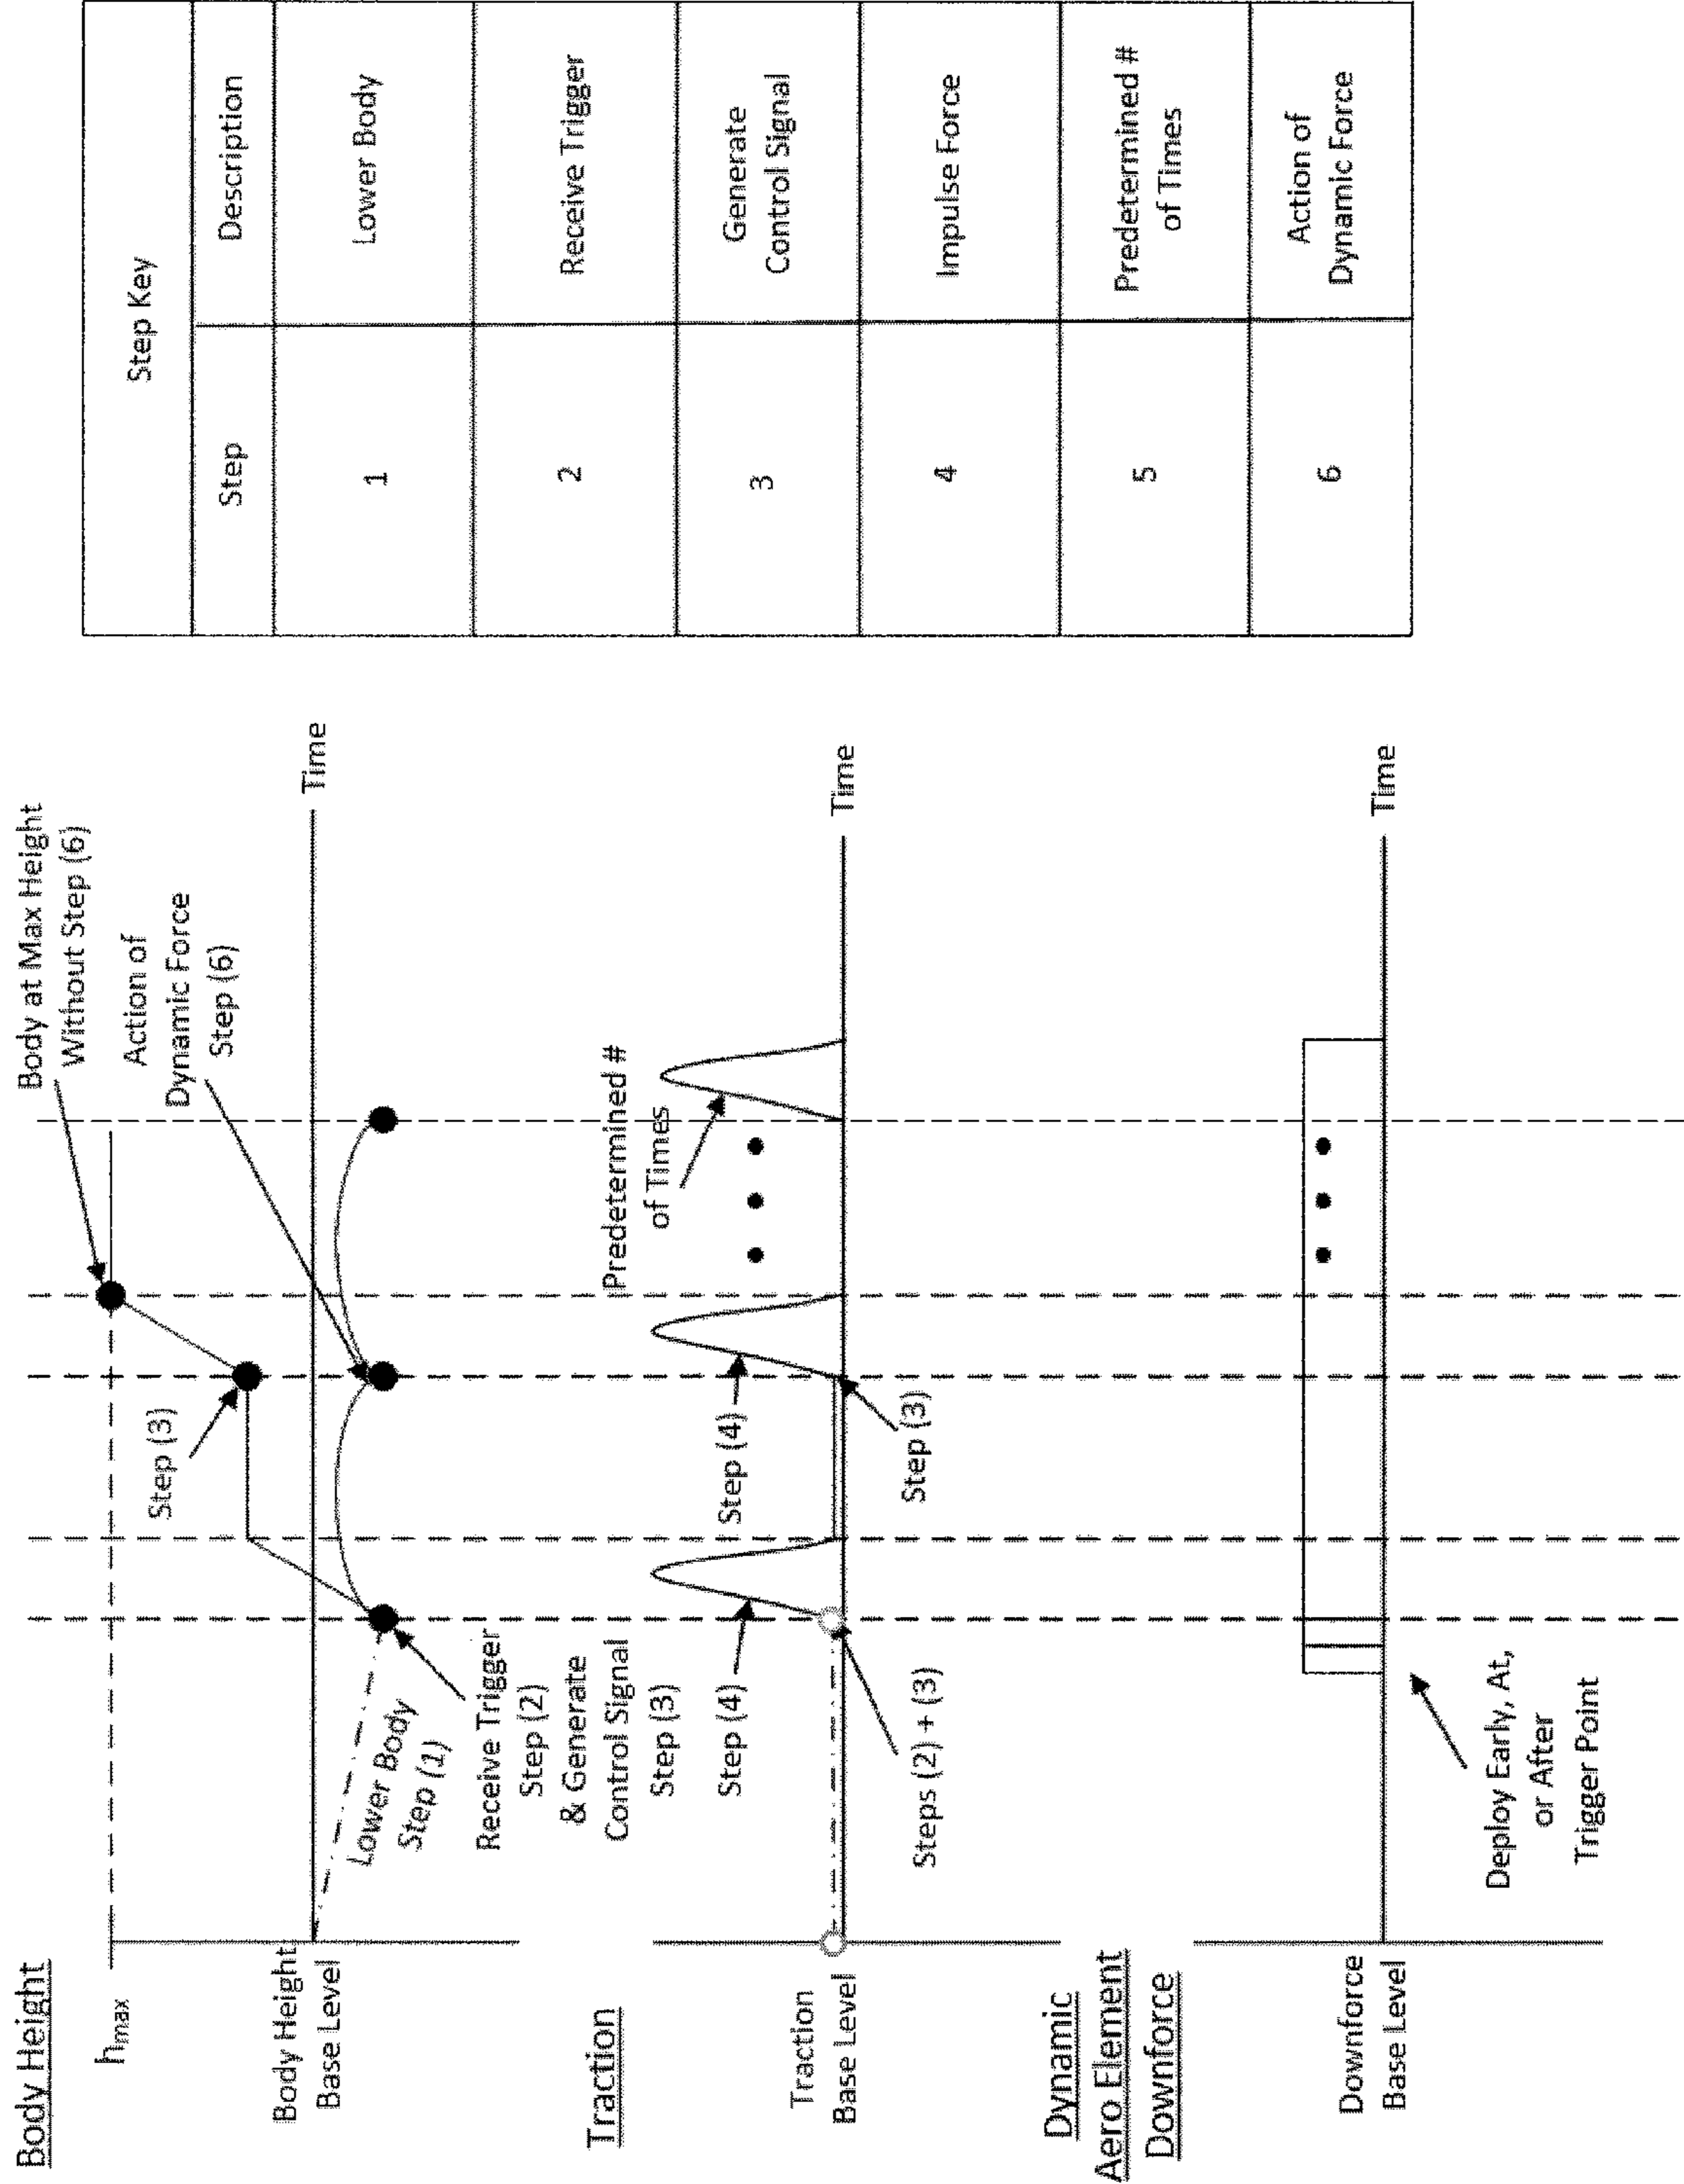 Body Height
hmax
Body Height
Base Level
Lower Body
Step (1)
Receive Trigger
Step (2)
& Generate
Control Signal
Step (3)
Step (3)
Body at Max Height
Without Step (6)
Action of
Dynamic Force
Step (6)
Time
Traction
Traction
Base Level
Step (4)
Steps (2) + (3)
Step (4)
Step (3)
Predetermined #
of Times
Time
Dynamic
Aero Element
Downforce
Downforce
Base Level
Deploy Early, At,
or After
Trigger Point
Time
Step Key
Step Description
1 Lower Body
2 Receive Trigger
3 Generate
Control Signal
4 Impulse Force
5 Predetermined #
of Times
6 Action of
Dynamic Force